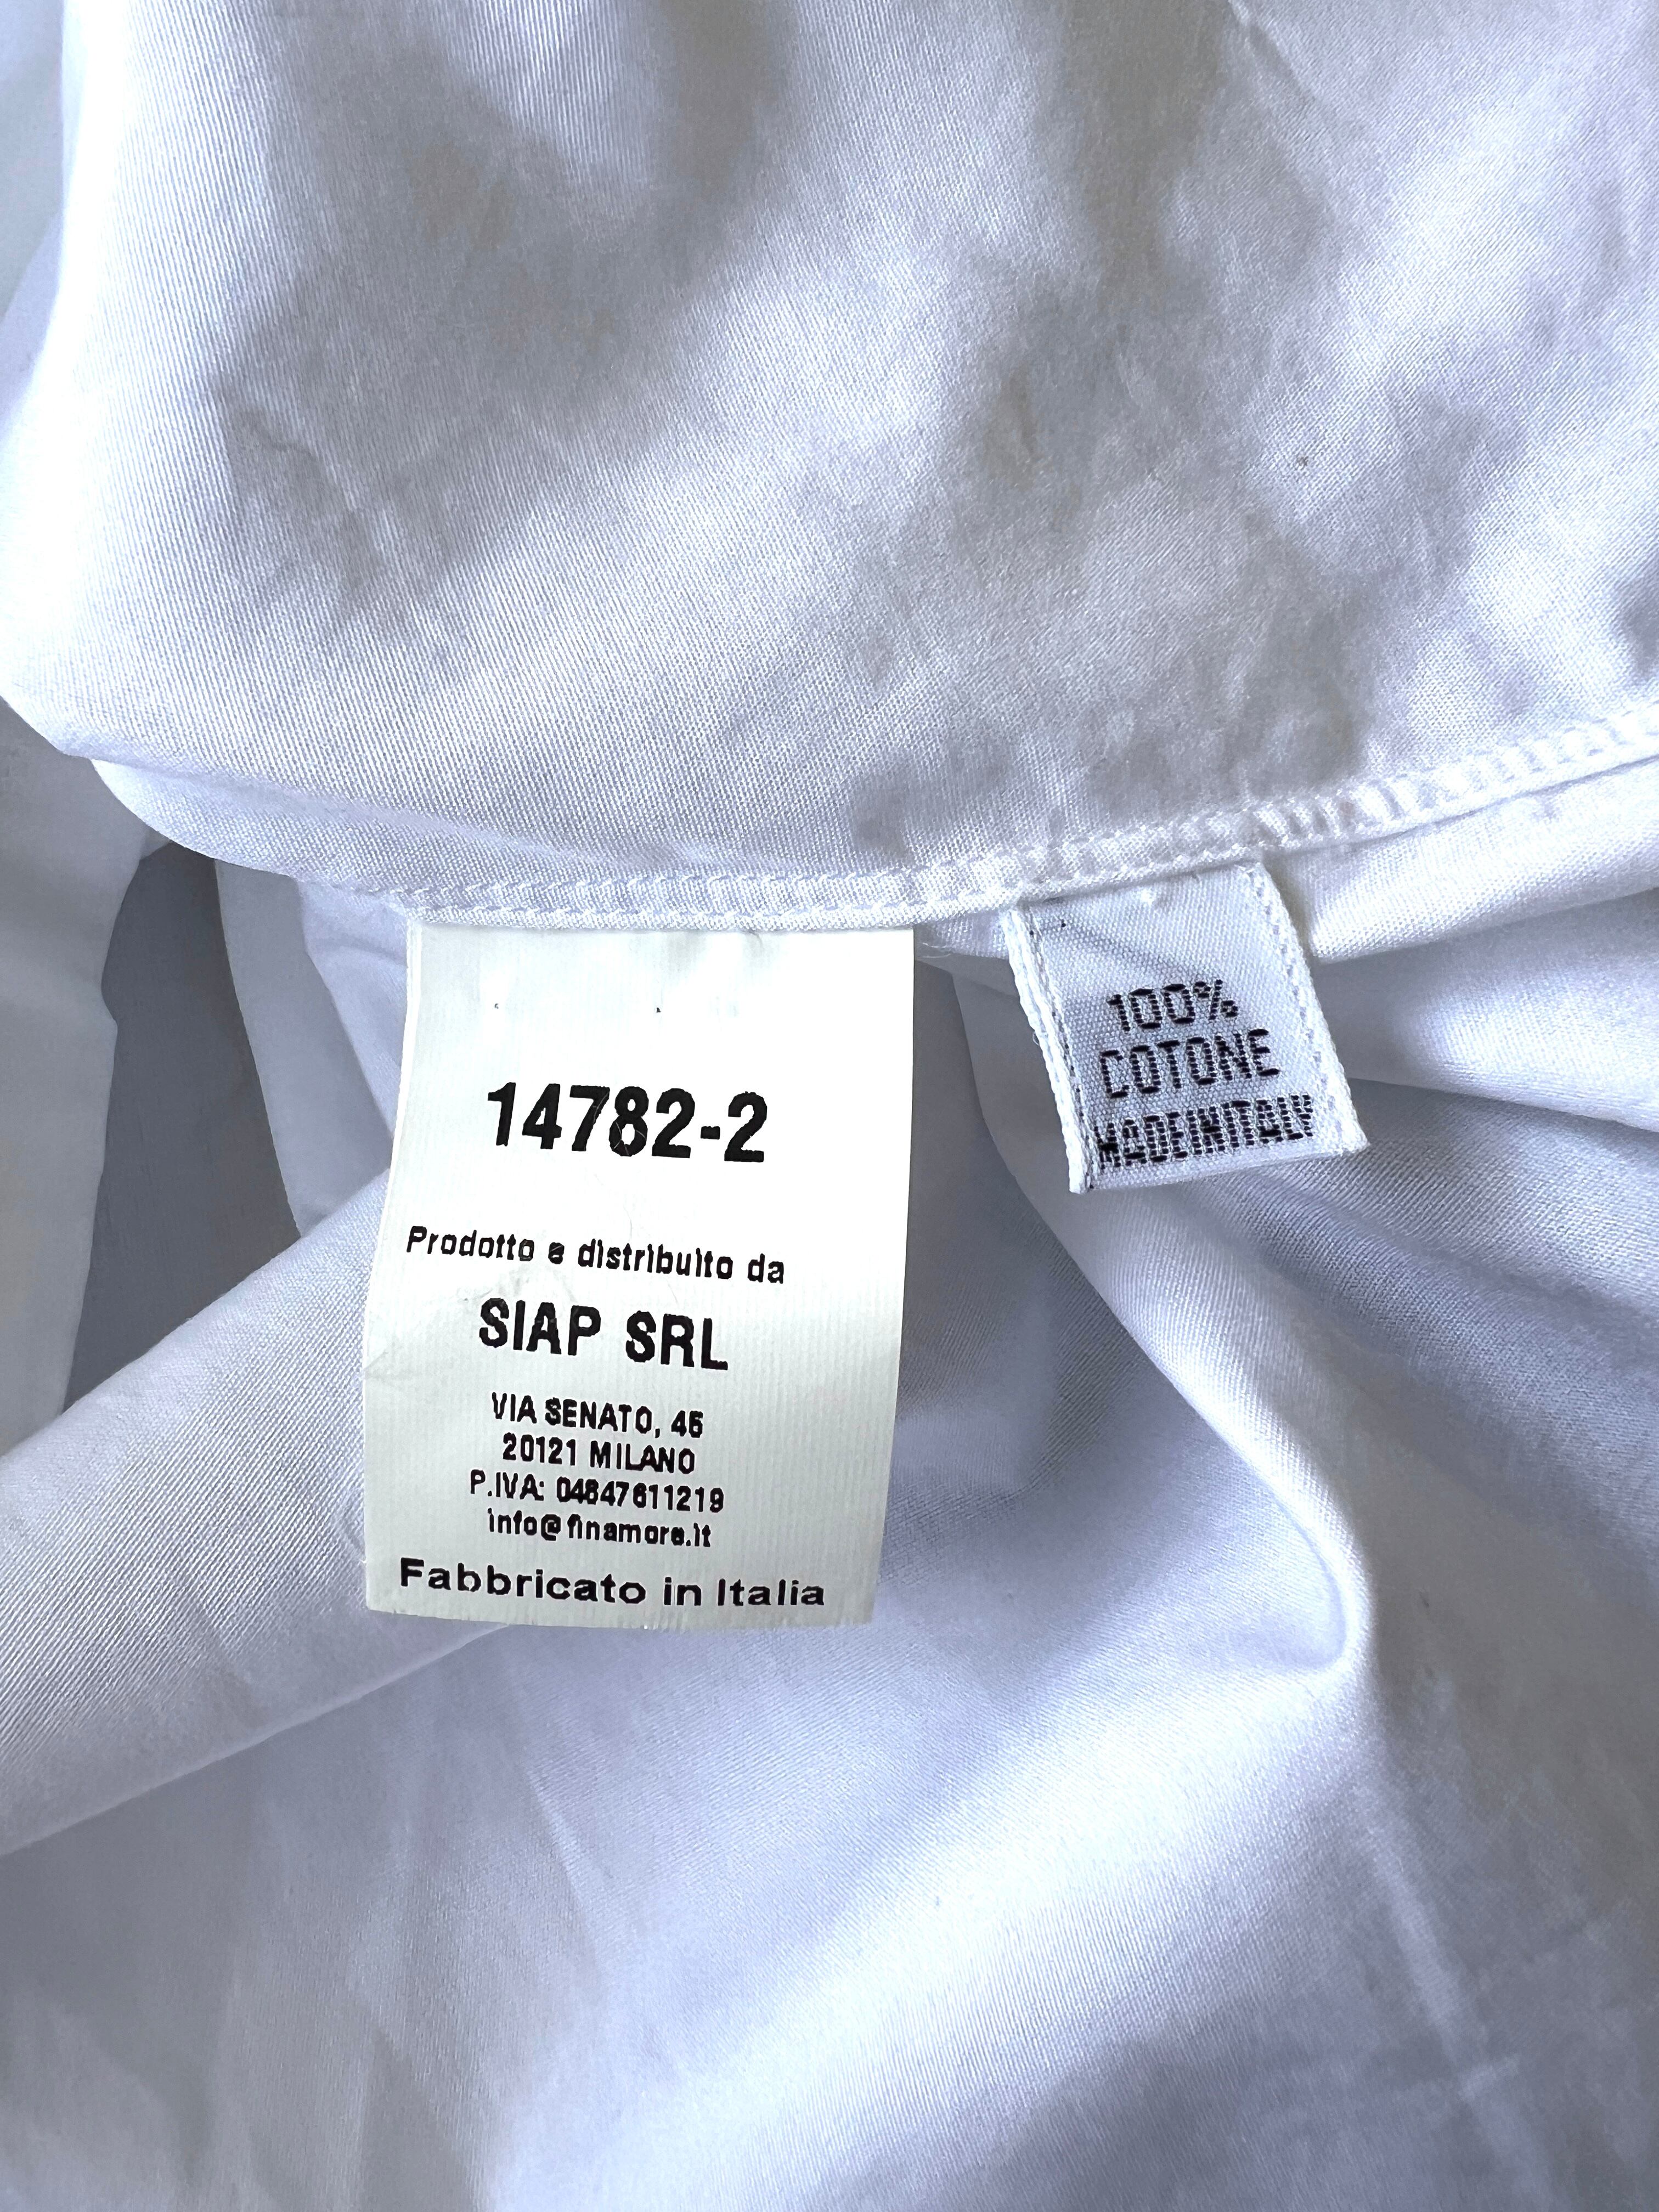 14782-2
Prodotto e distribuito da
SIAP SRL
VIA SENATO, 45
20121 MILANO
P.IVA: 04847611219
info@finamore.it
Fabbricato in Italia
100%
COTONE
MADEINITALY